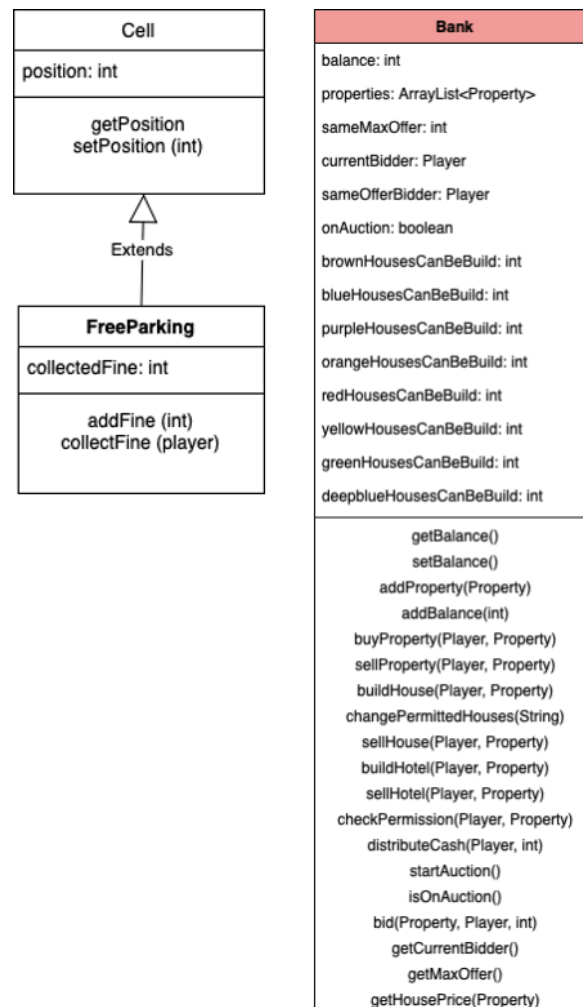 Cell
position: int
getPosition
setPosition (int)
Extends
FreeParking
collectedFine: int
addFine (int)
collectFine (player)
Bank
balance: int
properties: ArrayList<Property>
sameMaxOffer: int
currentBidder: Player
sameOfferBidder: Player
onAuction: boolean
brownHousesCanBeBuild: int
blueHousesCanBeBuild: int
purpleHousesCanBeBuild: int
orangeHousesCanBeBuild: int
redHousesCanBeBuild: int
yellowHousesCanBeBuild: int
greenHousesCanBeBuild: int
deepblueHousesCanBeBuild: int
getBalance()
setBalance()
addProperty(Property)
addBalance(int)
buyProperty(Player, Property)
sellProperty(Player, Property)
buildHouse(Player, Property)
changePermittedHouses(String)
sellHouse(Player, Property)
buildHotel(Player, Property)
sellHotel(Player, Property)
checkPermission(Player, Property)
distributeCash(Player, int)
startAuction()
isOnAuction()
bid(Property, Player, int)
getCurrentBidder()
getMaxOffer()
getHousePrice(Property)